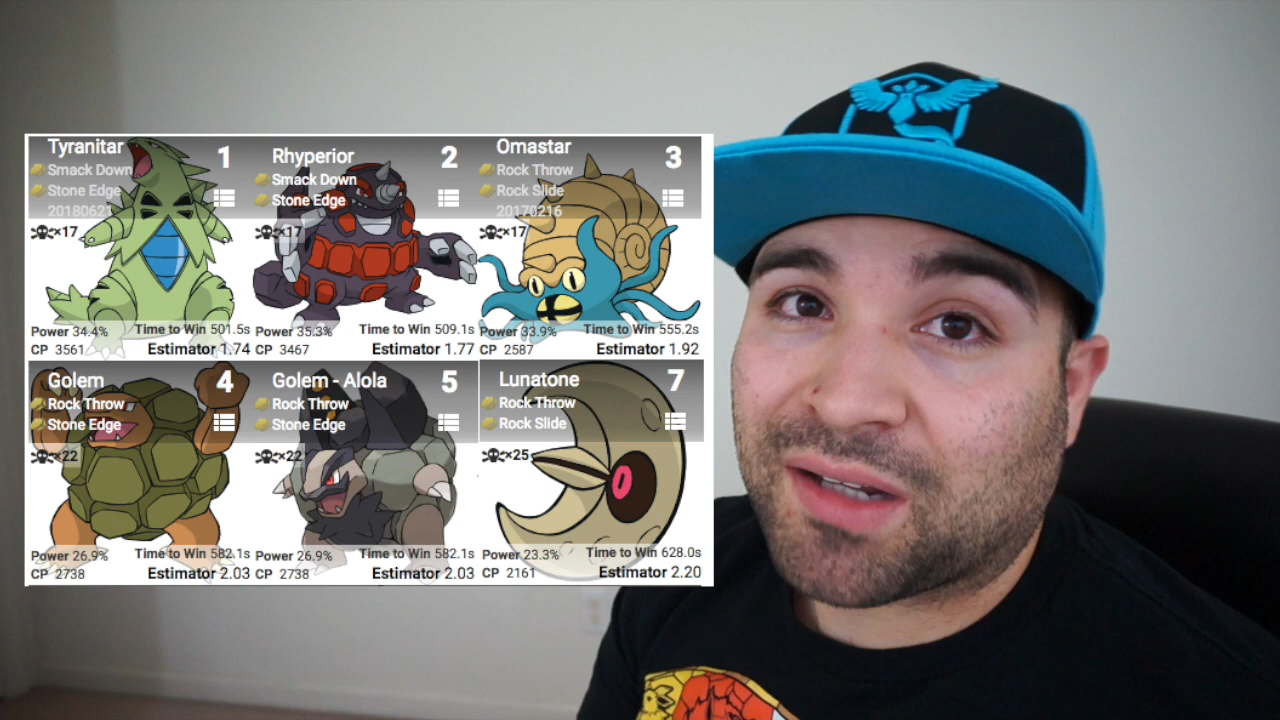 Tyranitar 1
Smack Down
Stone Edge
20180621
×17
Power 34.4%
Time to Win 501.5s
CP 3561
Estimator 1.74
Rhyperior 2
Smack Down
Stone Edge
×17
Power 35.3%
Time to Win 509.1s
CP 3467
Estimator 1.77
Omastar 3
Rock Throw
Rock Slide
20170216
×17
Power 33.9%
Time to Win 555.2s
CP 2587
Estimator 1.92
Golem 4
Rock Throw
Stone Edge
×22
Power 26.9%
Time to Win 582.1s
CP 2738
Estimator 2.03
Golem - Alola 5
Rock Throw
Stone Edge
×22
Power 26.9%
Time to Win 582.1s
CP 2738
Estimator 2.03
Lunatone 7
Rock Throw
Rock Slide
×25
Power 23.3%
Time to Win 628.0s
CP 2161
Estimator 2.20